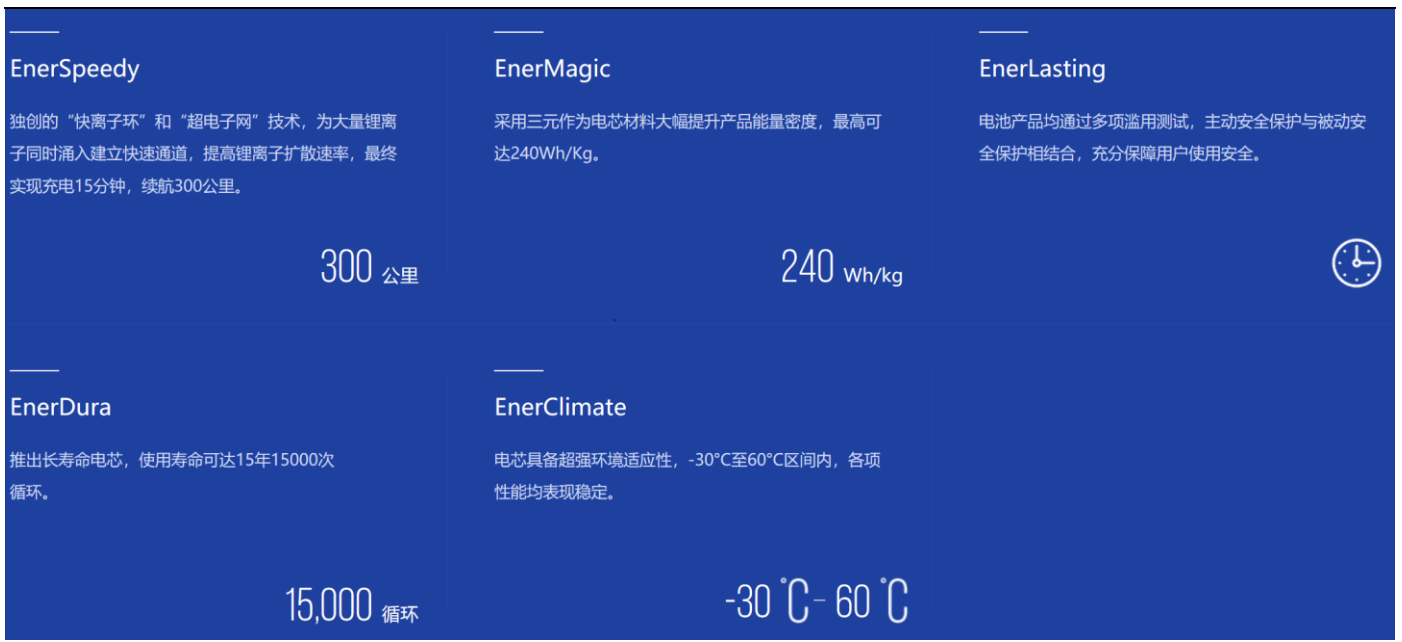 EnerSpeedy
独创的“快离子环”和“超电子网”技术，为大量锂离
子同时涌入建立快速通道，提高锂离子扩散速率，最终
实现充电15分钟，续航300公里。
300 公里
EnerMagic
采用三元作为电芯材料大幅提升产品能量密度，最高可
达240Wh/Kg。
240 Wh/kg
EnerLasting
电池产品均通过多项滥用测试，主动安全保护与被动安
全保护相结合，充分保障用户使用安全。
EnerDura
推出长寿命电芯，使用寿命可达15年15000次
循环。
15,000 循环
EnerClimate
电芯具备超强环境适应性，-30°C至60°C区间内，各项
性能均表现稳定。
-30 ℃- 60 ℃